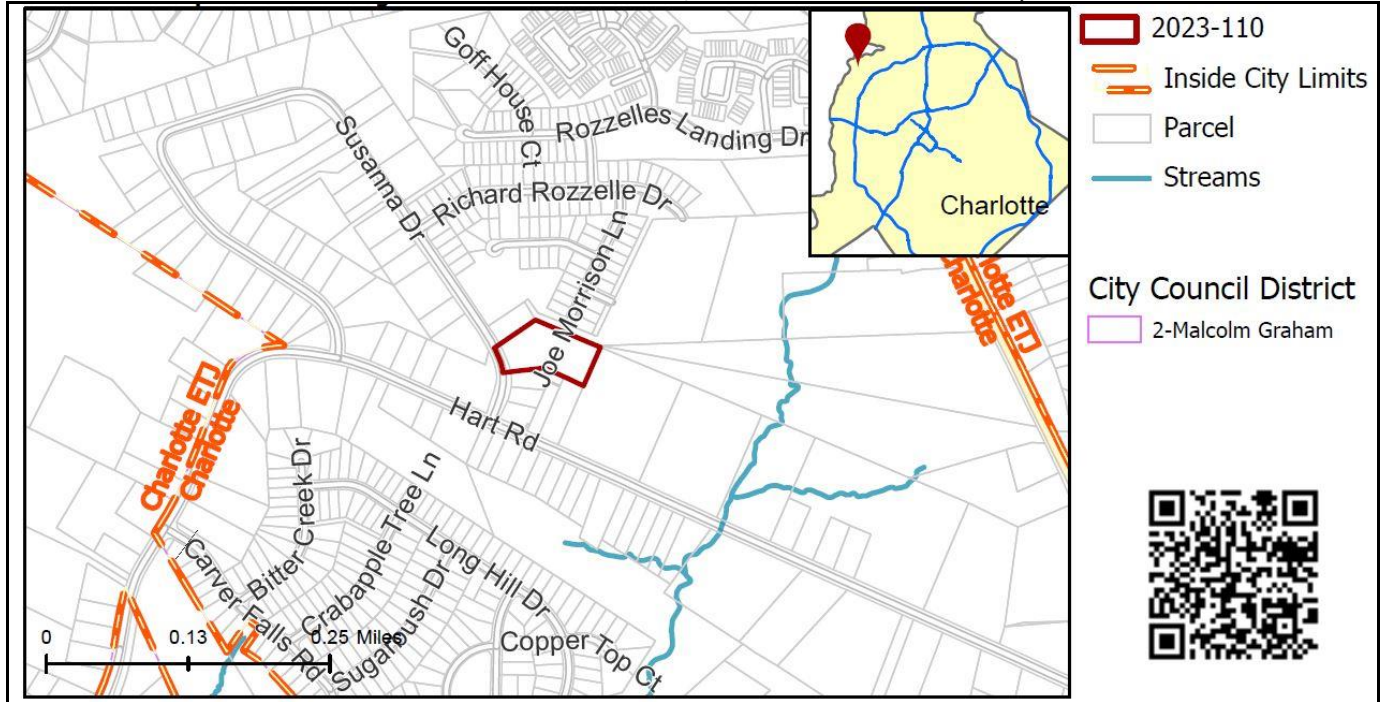 Goff House Ct
Rozzelles Landing Dr
Susanna Dr
Richard Rozzelle Dr
Joe Morrison Ln
Hart Rd
Charlotte ETJ
Charlotte
Bitter Creek Dr
Crabapple Tree Ln
Long Hill Dr
Carver Falls Rd
Sugarbush Dr
Copper Top Ct
0 0.13 0.25 Miles
Charlotte
lotte ETJ
Charlotte
2023-110
Inside City Limits
Parcel
Streams
City Council District
2-Malcolm Graham